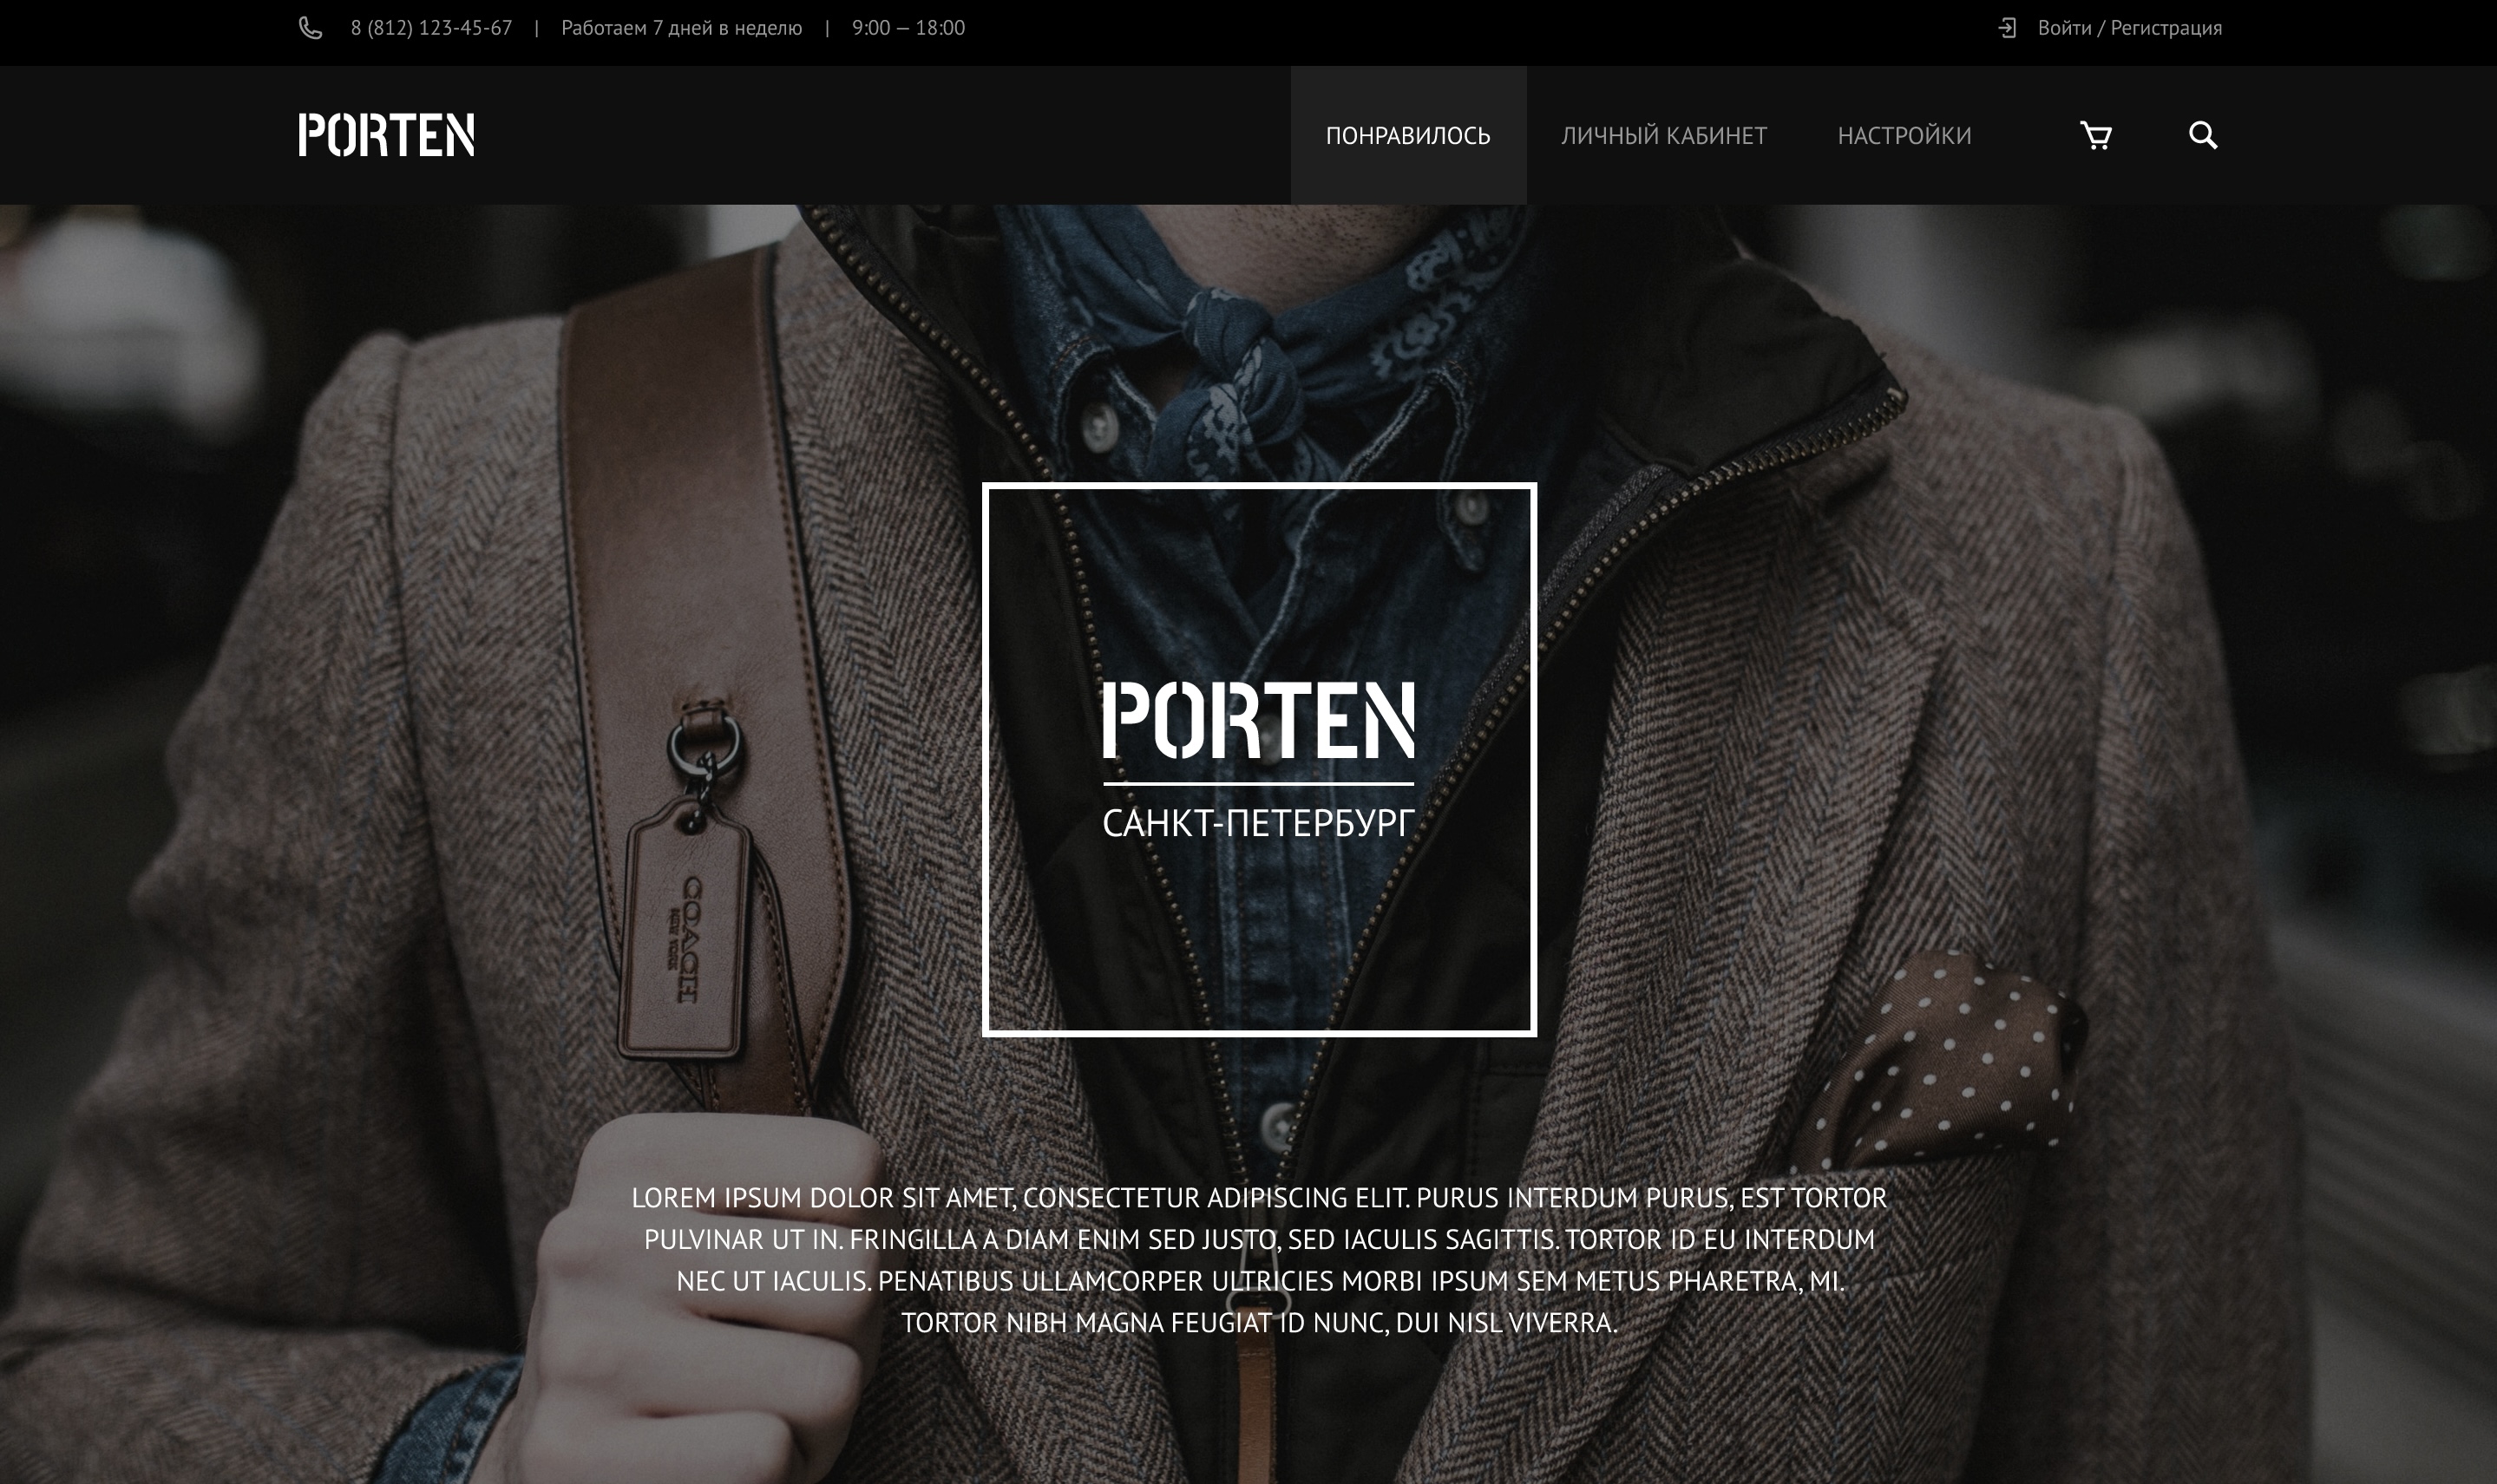 8 (812) 123-45-67 | Работаем 7 дней в неделю | 9:00 – 18:00
Войти / Регистрация
PORTEN
ПОНРАВИЛОСЬ ЛИЧНЫЙ КАБИНЕТ НАСТРОЙКИ
PORTEN
САНКТ-ПЕТЕРБУРГ
COACH
NEW YORK
LOREM IPSUM DOLOR SIT AMET, CONSECTETUR ADIPISCING ELIT. PURUS INTERDUM PURUS, EST TORTOR
PULVINAR UT IN. FRINGILLA A DIAM ENIM SED JUSTO, SED IACULIS SAGITTIS. TORTOR ID EU INTERDUM
NEC UT IACULIS. PENATIBUS ULLAMCORPER ULTRICIES MORBI IPSUM SEM METUS PHARETRA, MI.
TORTOR NIBH MAGNA FEUGIAT ID NUNC, DUI NISL VIVERRA.